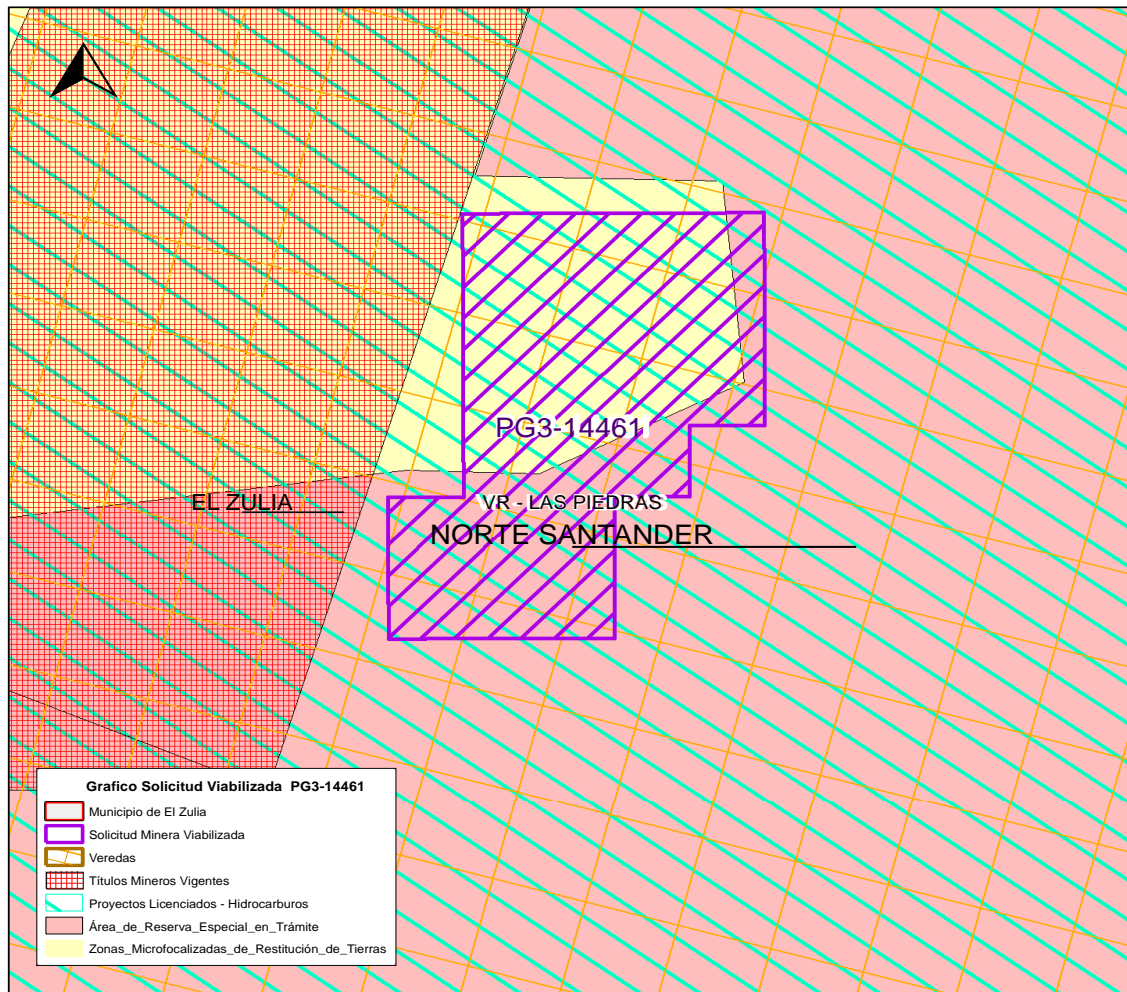 PG3-14461
EL ZULIA
VR - LAS PIEDRAS
NORTE SANTANDER
Grafico Solicitud Viabilizada PG3-14461
Municipio de El Zulia
Solicitud Minera Viabilizada
Veredas
Títulos Mineros Vigentes
Proyectos Licenciados - Hidrocarburos
Área_de_Reserva_Especial_en_Trámite
Zonas_Microfocalizadas_de_Restitución_de_Tierras